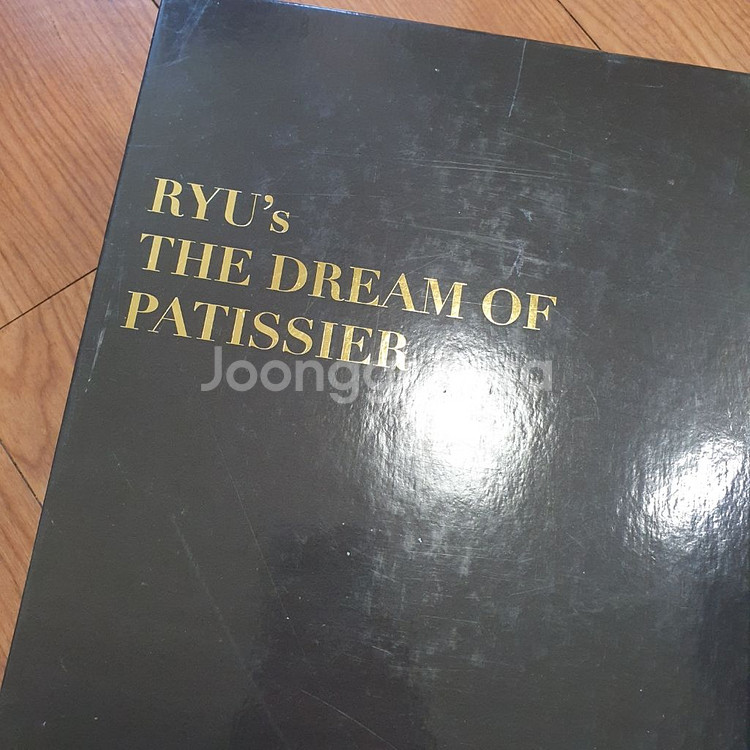 RYU's
THE DREAM OF
PATISSIER